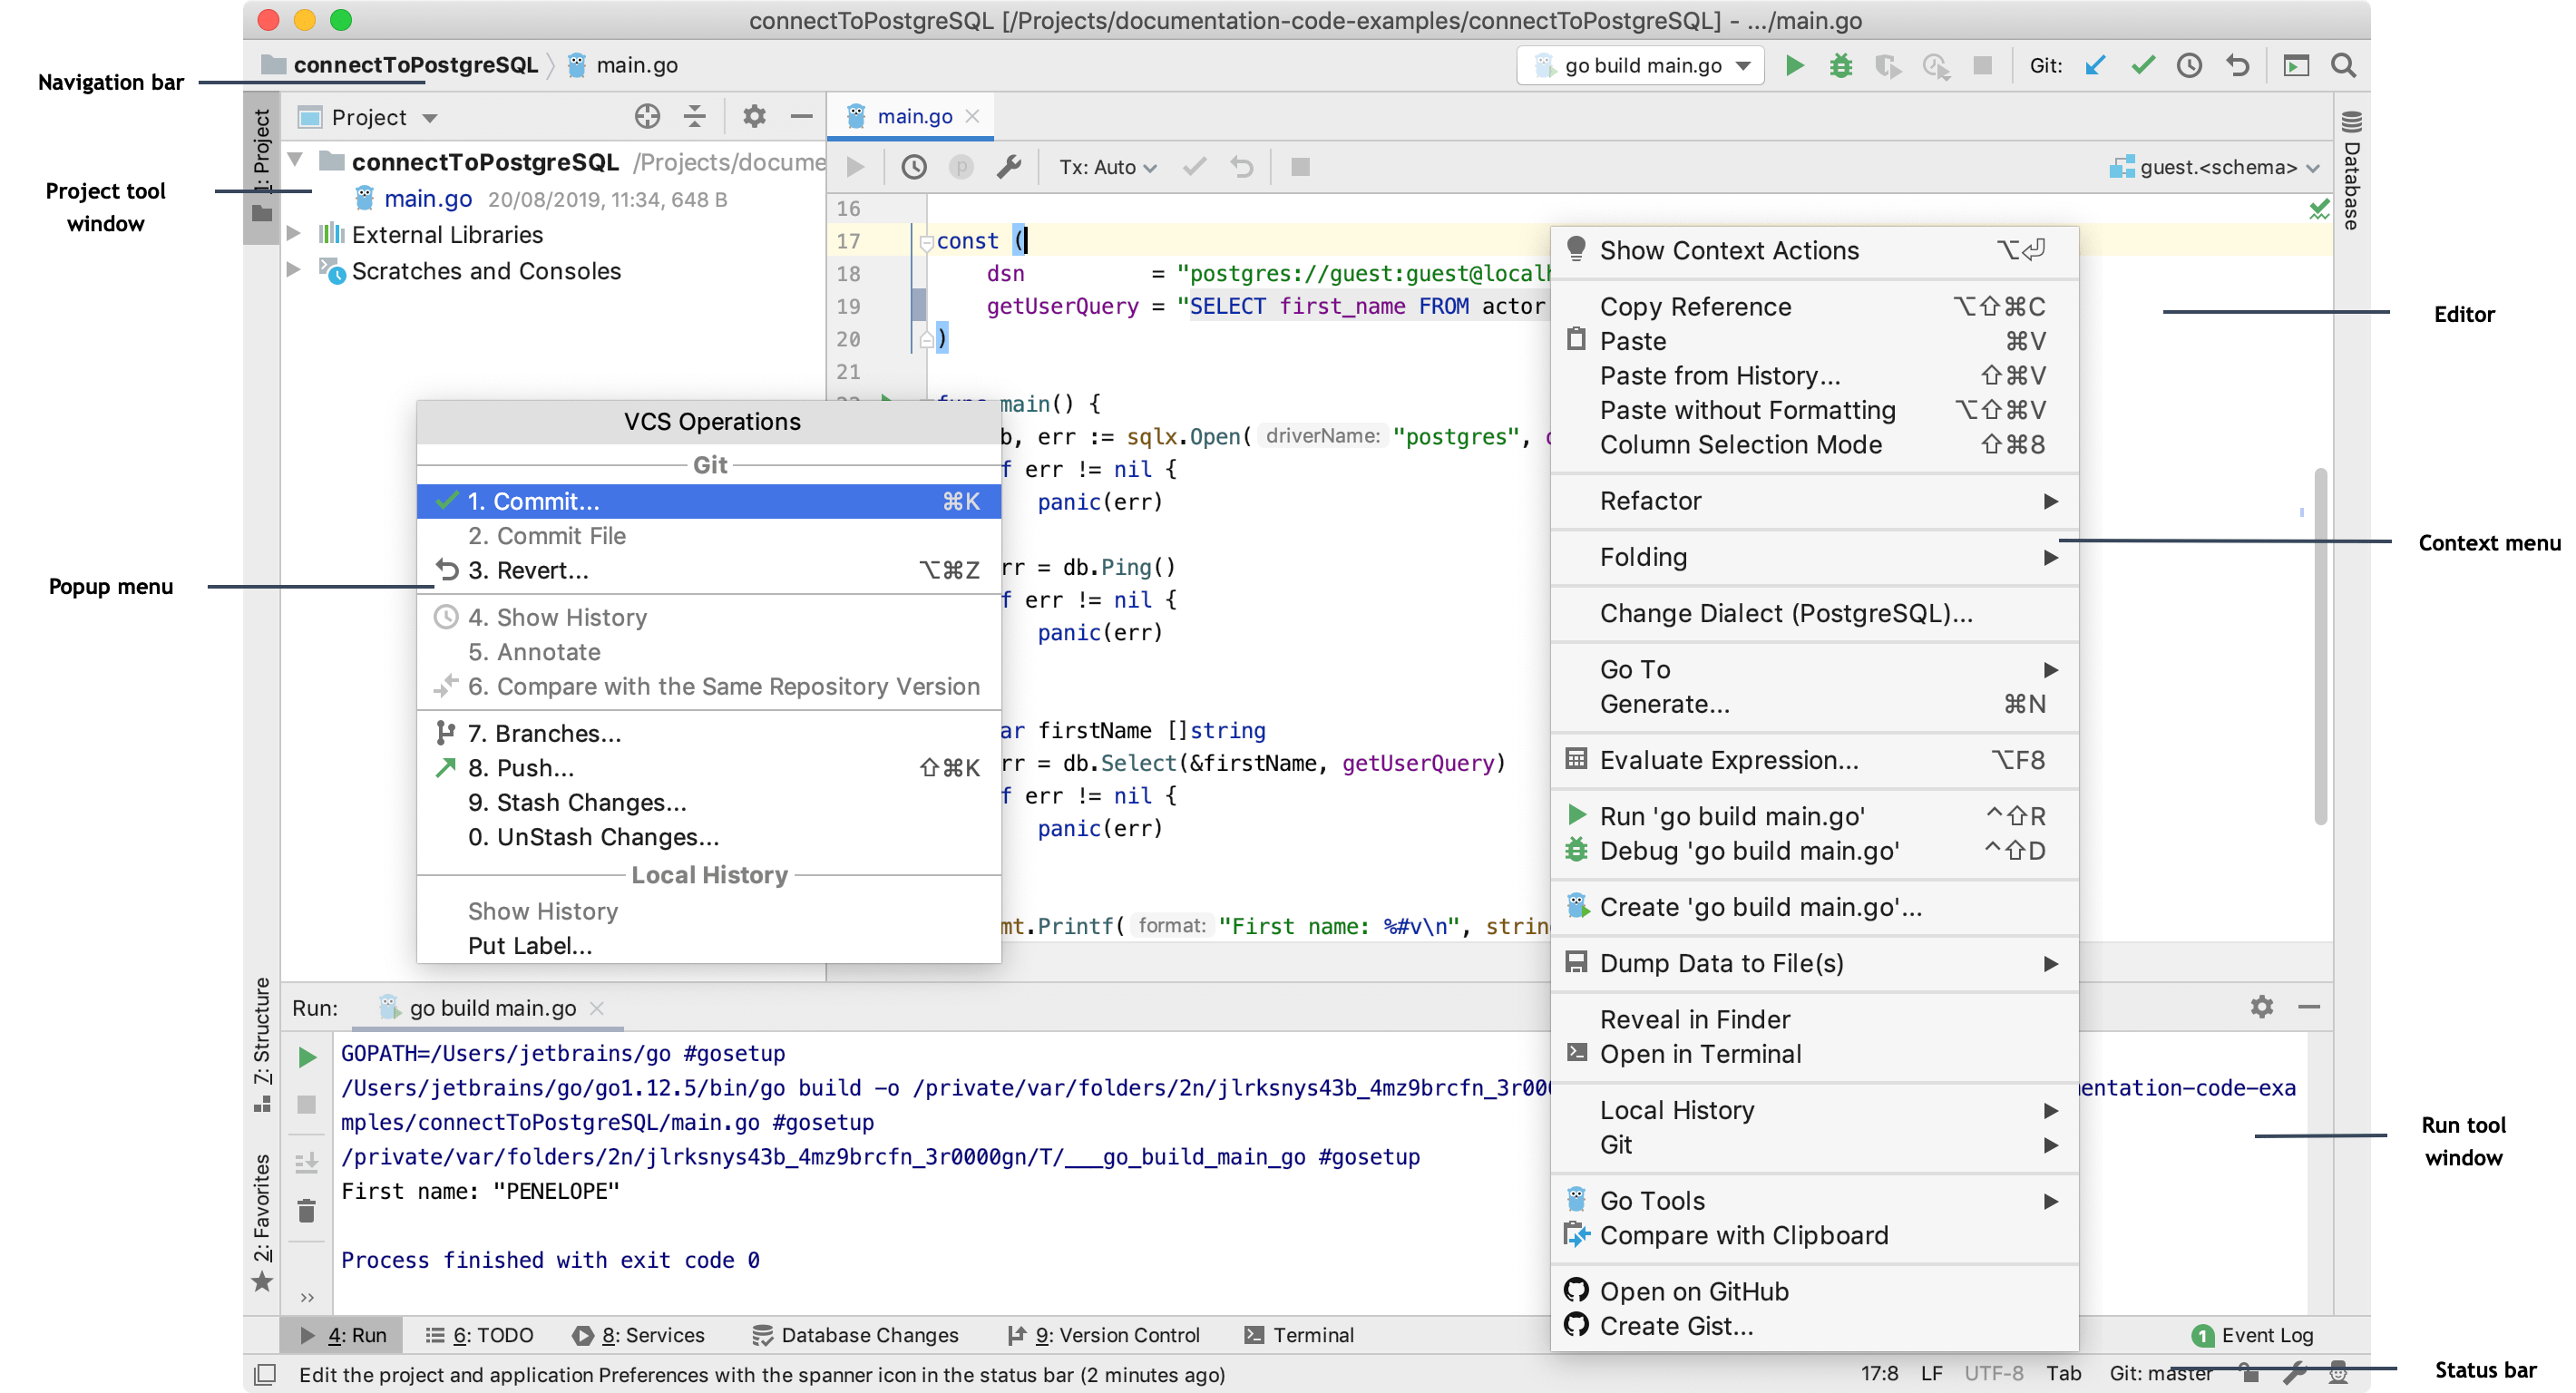 connectToPostgreSQL [/Projects/documentation-code-examples/connectToPostgreSQL] - .../main.go
Navigation bar
connectToPostgreSQL
main.go
go build main.go
Git:
1: Project
Project
main.go
Database
connectToPostgreSQL /Projects/docume
Project tool
window
main.go 20/08/2019, 11:34, 648 B
External Libraries
Scratches and Consoles
Tx: Auto
guest.<schema>
16
17 const (
18 dsn = "postgres://guest:guest@localh
19 getUserQuery = "SELECT first_name FROM actor
20 )
21
main() {
b, err := sqlx.Open( driverName: "postgres",
f err != nil {
panic(err)
rr = db.Ping()
f err != nil {
panic(err)
ar firstName []string
rr = db.Select(&firstName, getUserQuery)
f err != nil {
panic(err)
mt.Printf( format: "First name: %#v\n", string
Popup menu
VCS Operations
Git
1. Commit... ⌘K
2. Commit File
3. Revert... ⌥⌘Z
4. Show History
5. Annotate
6. Compare with the Same Repository Version
7. Branches...
8. Push... ⇧⌘K
9. Stash Changes...
0. UnStash Changes...
Local History
Show History
Put Label...
Show Context Actions ⌥⏎
Copy Reference ⌥⇧⌘C
Paste ⌘V
Paste from History... ⇧⌘V
Paste without Formatting ⌥⇧⌘V
Column Selection Mode ⇧⌘8
Refactor
Folding
Change Dialect (PostgreSQL)...
Go To
Generate... ⌘N
Evaluate Expression... ⌥F8
Run 'go build main.go' ^⇧R
Debug 'go build main.go' ^⇧D
Create 'go build main.go'...
Dump Data to File(s)
Reveal in Finder
Open in Terminal
Local History
Git
Go Tools
Compare with Clipboard
Open on GitHub
Create Gist...
Editor
Context menu
7: Structure
2: Favorites
Run: go build main.go
GOPATH=/Users/jetbrains/go #gosetup
/Users/jetbrains/go/go1.12.5/bin/go build -o /private/var/folders/2n/jlrksnys43b_4mz9brcfn_3r000 mentation-code-exa
mples/connectToPostgreSQL/main.go #gosetup
/private/var/folders/2n/jlrksnys43b_4mz9brcfn_3r0000gn/T/___go_build_main_go #gosetup
First name: "PENELOPE"
Process finished with exit code 0
Run tool
window
4: Run
6: TODO
8: Services
Database Changes
9: Version Control
Terminal
1 Event Log
Edit the project and application Preferences with the spanner icon in the status bar (2 minutes ago)
17:8 LF UTF-8 Tab Git: master
Status bar